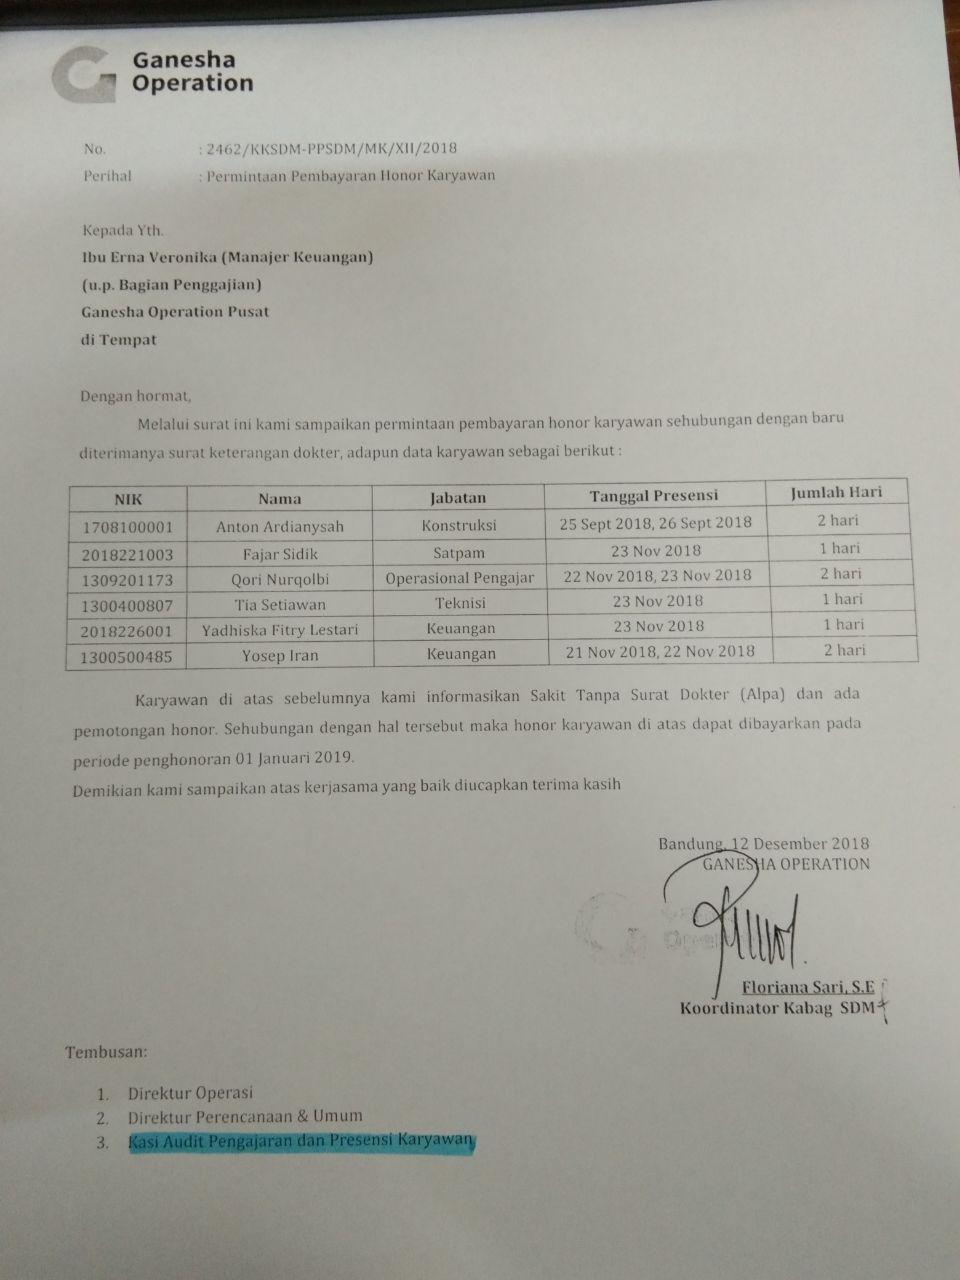 Ganesha
Operation
No. : 2462/KKSDM-PPSDM/MK/XII/2018
Perihal : Permintaan Pembayaran Honor Karyawan
Kepada Yth.
Ibu Erna Veronika (Manajer Keuangan)
(u.p. Bagian Penggajian)
Ganesha Operation Pusat
di Tempat
Dengan hormat,
Melalui surat ini kami sampaikan permintaan pembayaran honor karyawan sehubungan dengan baru
diterimanya surat keterangan dokter, adapun data karyawan sebagai berikut :
NIK Nama Jabatan Tanggal Presensi Jumlah Hari
1708100001 Anton Ardianysah Konstruksi 25 Sept 2018, 26 Sept 2018 2 hari
2018221003 Fajar Sidik Satpam 23 Nov 2018 1 hari
1309201173 Qori Nurqolbi Operasional Pengajar 22 Nov 2018, 23 Nov 2018 2 hari
1300400807 Tia Setiawan Teknisi 23 Nov 2018 1 hari
2018226001 Yadhiska Fitry Lestari Keuangan 23 Nov 2018 1 hari
1300500485 Yosep Iran Keuangan 21 Nov 2018, 22 Nov 2018 2 hari
Karyawan di atas sebelumnya kami informasikan Sakit Tanpa Surat Dokter (Alpa) dan ada
pemotongan honor. Sehubungan dengan hal tersebut maka honor karyawan di atas dapat dibayarkan pada
periode penghonoran 01 Januari 2019.
Demikian kami sampaikan atas kerjasama yang baik diucapkan terima kasih
Bandung, 12 Desember 2018
GANESHA OPERATION
Floriana Sari, S.E
Koordinator Kabag SDM
Tembusan:
1. Direktur Operasi
2. Direktur Perencanaan & Umum
3. Kasi Audit Pengajaran dan Presensi Karyawan